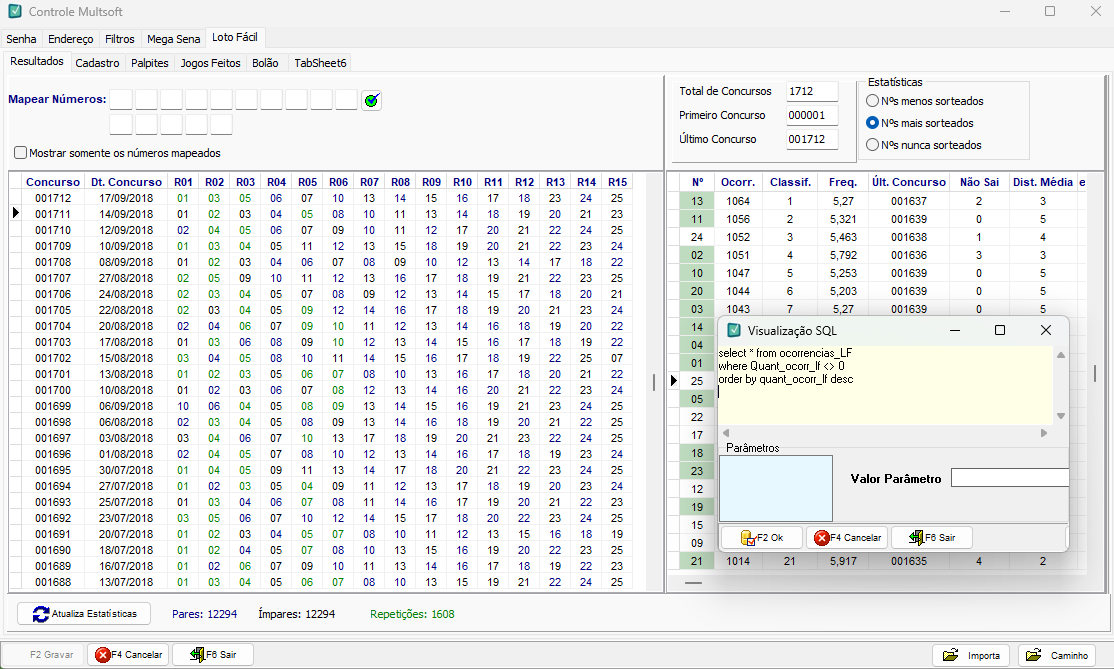 Controle Multsoft
Senha Endereço Filtros Mega Sena Loto Fácil
Resultados Cadastro Palpites Jogos Feitos Bolão TabSheet6
Mapear Números:
Mostrar somente os números mapeados
Concurso Dt. Concurso R01 R02 R03 R04 R05 R06 R07 R08 R09 R10 R11 R12 R13 R14 R15
001712 17/09/2018 01 03 05 06 07 10 13 14 15 16 17 18 23 24 25
001711 14/09/2018 01 02 03 04 05 08 10 11 13 14 18 19 20 21 23
001710 12/09/2018 02 04 05 06 07 09 10 11 12 17 20 21 22 24 25
001709 10/09/2018 01 03 04 05 11 12 13 15 18 19 20 21 22 23 24
001708 08/09/2018 01 02 03 04 06 07 08 09 10 12 13 14 17 18 22
001707 27/08/2018 02 05 09 10 11 12 13 16 17 18 19 21 22 23 25
001706 24/08/2018 02 03 04 05 07 08 09 12 13 14 15 17 18 20 21
001705 22/08/2018 02 03 04 05 09 12 14 16 17 18 19 20 21 23 24
001704 20/08/2018 02 04 06 07 09 10 11 12 13 14 16 18 19 20 22
001703 17/08/2018 01 03 06 08 09 10 12 13 14 15 16 17 18 19 22
001702 15/08/2018 03 04 05 08 10 11 14 15 16 17 18 19 22 25 07
001701 13/08/2018 01 02 03 05 06 07 08 10 13 16 17 18 20 21 22
001700 10/08/2018 01 02 03 06 07 08 12 13 14 16 20 21 22 23 24
001699 06/09/2018 10 06 04 05 08 09 13 14 15 16 19 21 23 24 25
001698 06/08/2018 02 03 04 05 08 09 13 14 16 18 19 20 21 22 25
001697 03/08/2018 03 04 06 07 10 13 17 18 19 20 21 23 22 24 25
001696 01/08/2018 02 04 05 07 08 10 12 13 14 16 17 18 19 23 24
001695 30/07/2018 01 04 05 09 11 13 14 17 18 20 21 22 23 24 25
001694 27/07/2018 01 02 03 05 04 09 11 12 13 17 18 19 20 23 24
001693 25/07/2018 01 03 04 06 07 08 11 14 16 17 19 20 21 22 23
001692 23/07/2018 03 05 06 07 10 12 14 15 17 18 20 22 23 24 25
001691 20/07/2018 01 02 03 04 05 07 08 10 11 12 13 15 16 18 19
001690 18/07/2018 01 02 04 05 07 08 10 13 15 16 19 20 22 23 25
001689 16/07/2018 01 02 06 07 09 10 11 13 14 16 17 18 19 22 23
001688 13/07/2018 01 03 04 05 06 07 08 10 13 15 19 21 22 24 25
Atualiza Estatísticas Pares: 12294 Ímpares: 12294 Repetições: 1608
Total de Concursos 1712
Primeiro Concurso 000001
Último Concurso 001712
Estatísticas
Nºs menos sorteados
Nºs mais sorteados
Nºs nunca sorteados
Nº Ocorr. Classif. Freq. Últ. Concurso Não Sai Dist. Média e
13 1064 1 5,27 001637 2 3
11 1056 2 5,321 001639 0 5
24 1052 3 5,463 001638 1 4
02 1051 4 5,792 001636 3 3
10 1047 5 5,253 001639 0 5
20 1044 6 5,203 001639 0 5
03 1043 7 5,27 001639 0 5
14
04
01
25
05
22
17
18
23
12
19
15
09
21 1014 21 5,917 001635 4 2
Visualização SQL
select * from ocorrencias_LF
where Quant_ocorr_lf <> 0
order by quant_ocorr_lf desc
Parâmetros
Valor Parâmetro
F2 Ok F4 Cancelar F6 Sair
F2 Gravar F4 Cancelar F6 Sair Importa Caminho